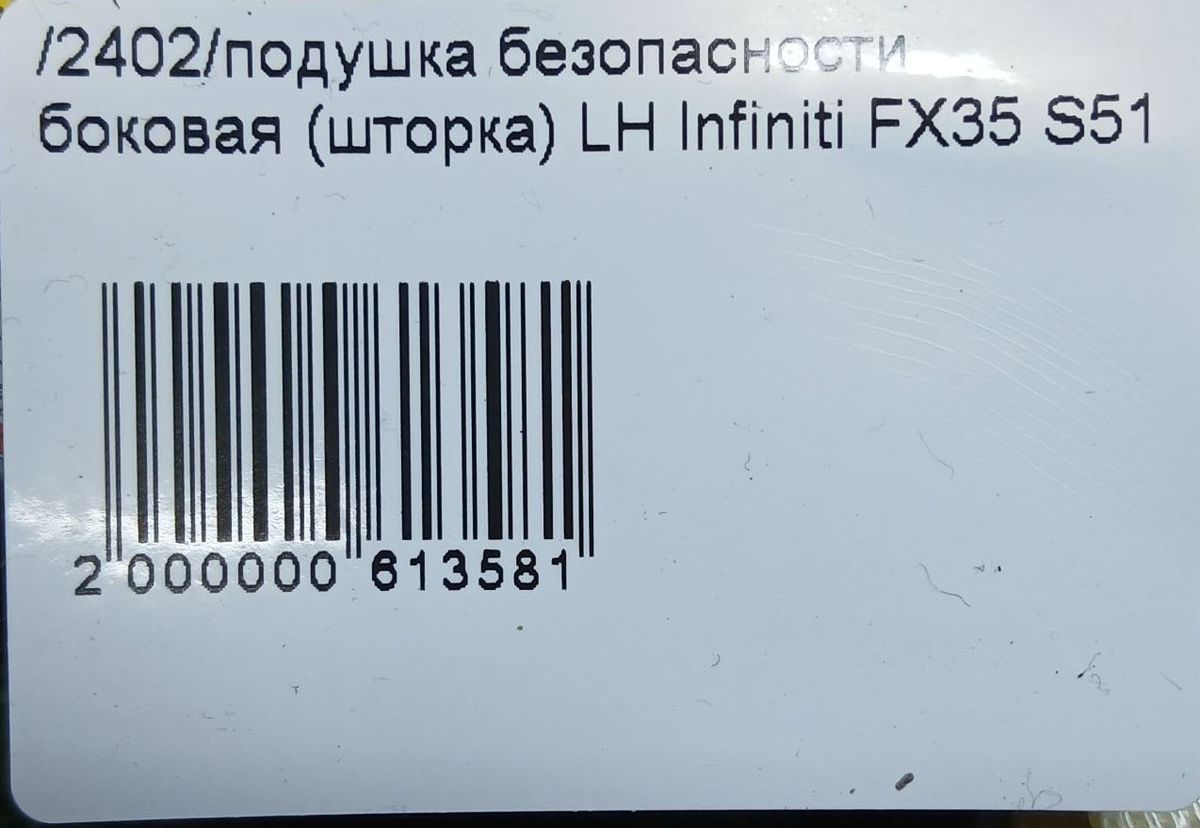 /2402/подушка безопасности
боковая (шторка) LH Infiniti FX35 S51
2 000000 613581